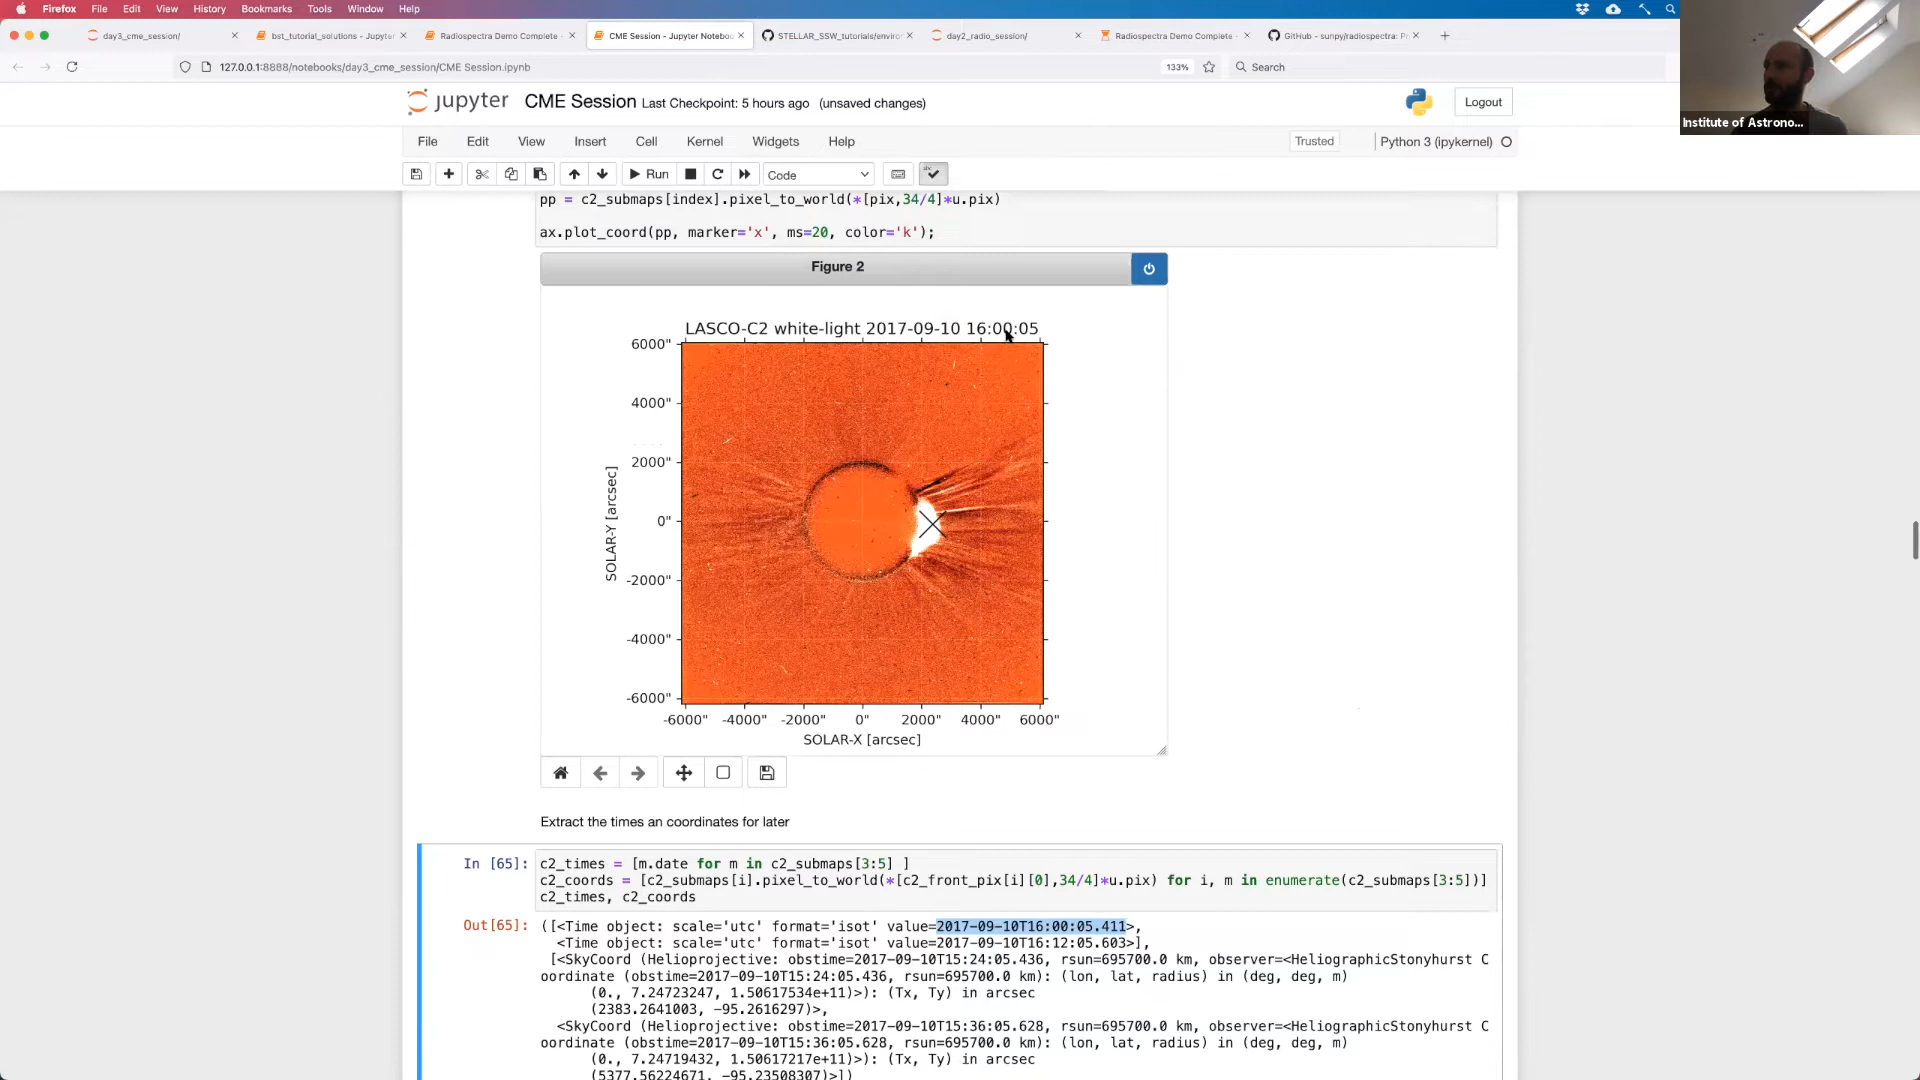 Firefox File Edit View History Bookmarks Tools Window Help
day3_cme_session/ bst_tutorial_solutions - Jupyter Radiospectra Demo Complete - CME Session - Jupyter Notebo STELLAR_SSW_tutorials/enviro day2_radio_session/ Radiospectra Demo Complete - GitHub - sunpy/radiospectra: P
127.0.0.1:8888/notebooks/day3_cme_session/CME Session.ipynb 133% Search
Institute of Astrono...
jupyter CME Session Last Checkpoint: 5 hours ago (unsaved changes) Logout
File Edit View Insert Cell Kernel Widgets Help Trusted Python 3 (ipykernel)
Run Code
pp = c2_submaps[index].pixel_to_world(*[pix,34/4]*u.pix)
ax.plot_coord(pp, marker='x', ms=20, color='k');
Figure 2
LASCO-C2 white-light 2017-09-10 16:00:05
6000"
4000"
2000"
0"
-2000"
-4000"
-6000"
SOLAR-Y [arcsec]
-6000" -4000" -2000" 0" 2000" 4000" 6000"
SOLAR-X [arcsec]
Extract the times an coordinates for later
In [65]: c2_times = [m.date for m in c2_submaps[3:5] ]
c2_coords = [c2_submaps[i].pixel_to_world(*[c2_front_pix[i][0],34/4]*u.pix) for i, m in enumerate(c2_submaps[3:5])]
c2_times, c2_coords
Out[65]: ([<Time object: scale='utc' format='isot' value=2017-09-10T16:00:05.411>,
<Time object: scale='utc' format='isot' value=2017-09-10T16:12:05.603>],
[<SkyCoord (Helioprojective: obstime=2017-09-10T15:24:05.436, rsun=695700.0 km, observer=<HeliographicStonyhurst C
oordinate (obstime=2017-09-10T15:24:05.436, rsun=695700.0 km): (lon, lat, radius) in (deg, deg, m)
(0., 7.24723247, 1.50617534e+11)>): (Tx, Ty) in arcsec
(2383.2641003, -95.2616297)>,
<SkyCoord (Helioprojective: obstime=2017-09-10T15:36:05.628, rsun=695700.0 km, observer=<HeliographicStonyhurst C
oordinate (obstime=2017-09-10T15:36:05.628, rsun=695700.0 km): (lon, lat, radius) in (deg, deg, m)
(0., 7.24719432, 1.50617217e+11)>): (Tx, Ty) in arcsec
(5377.56224671, -95.23508307)>])